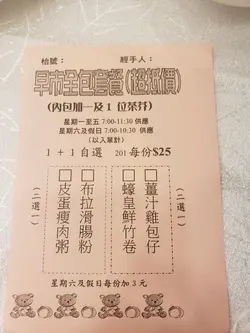 枱號：　　經手人：
早市全包套餐(超抵價)
(內包加一及 1 位茶芥)
星期一至五 7:00-11:30 供應
星期六及假日 7:00-10:30 供應
(以入單計)
1 + 1 自選　201 每份$25
(二選一)
□薑汁雞包仔
□蠔皇鮮竹卷
□布拉滑腸粉
□皮蛋瘦肉粥
(二選一)
星期六及假日每份加 3 元